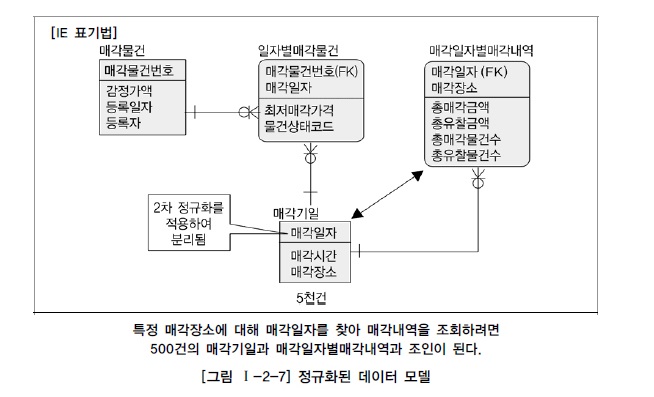 [IE 표기법]
매각물건
매각물건번호
감정가액
등록일자
등록자
일자별매각물건
매각물건번호(FK)
매각일자
최저매각가격
물건상태코드
매각일자별매각내역
매각일자 (FK)
매각장소
총매각금액
총유찰금액
총매각물건수
총유찰물건수
2차 정규화를
적용하여
분리됨
매각기일
매각일자
매각시간
매각장소
5천건
특정 매각장소에 대해 매각일자를 찾아 매각내역을 조회하려면
500건의 매각기일과 매각일자별매각내역과 조인이 된다.
[그림 Ⅰ-2-7] 정규화된 데이터 모델